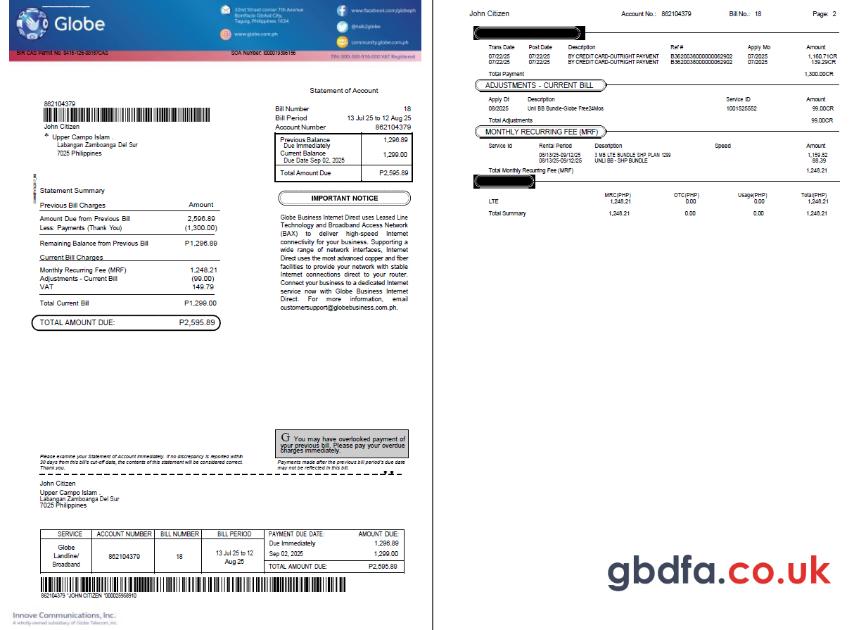 Globe
32nd Street corner 7th Avenue
Bonifacio Global City,
Taguig, Philippines 1634
www.globe.com.ph
www.facebook.com/globeph
@talk2globe
community.globe.com.ph
BIR CAS Permit No. 0415-126-00187CAS
SOA Number:
VAT Registered
Statement of Account
862104379
John Citizen
Upper Campo Islam .
Labangan Zamboanga Del Sur
7025 Philippines
Bill Number 18
Bill Period 13 Jul 25 to 12 Aug 25
Account Number 862104379
Previous Balance 1,296.89
Due Immediately
Current Balance 1,299.00
Due Date Sep 02, 2025
Total Amount Due P2,595.89
IMPORTANT NOTICE
Globe Business Internet Direct uses Leased Line
Technology and Broadband Access Network
(BAX) to deliver high-speed Internet
connectivity for your business. Supporting a
wide range of network interfaces, Internet
Direct uses the most advanced copper and fiber
facilities to provide your network with stable
Internet connections direct to your router.
Connect your business to a dedicated Internet
service now with Globe Business Internet
Direct. For more information, email
customersupport@globebusiness.com.ph.
Statement Summary
Previous Bill Charges Amount
Amount Due from Previous Bill 2,596.89
Less: Payments (Thank You) (1,300.00)
Remaining Balance from Previous Bill P1,296.89
Current Bill Charges
Monthly Recurring Fee (MRF) 1,248.21
Adjustments - Current Bill (99.00)
VAT 149.79
Total Current Bill P1,299.00
TOTAL AMOUNT DUE: P2,595.89
G You may have overlooked payment of
your previous bill. Please pay your overdue
charges immediately.
Please examine your Statement of Account immediately. If no discrepancy is reported within
30 days from this bill's cut-off date, the contents of this statement will be considered correct.
Thank you.
Payments made after the previous bill period's due date
may not be reflected in this bill.
John Citizen
Upper Campo Islam .
Labangan Zamboanga Del Sur
7025 Philippines
SERVICE ACCOUNT NUMBER BILL NUMBER BILL PERIOD PAYMENT DUE DATE: AMOUNT DUE:
Globe
Landline/
Broadband
862104379
18
13 Jul 25 to 12
Aug 25
Due Immediately 1,296.89
Sep 02, 2025 1,299.00
TOTAL AMOUNT DUE: P2,595.89
862104379 *JOHN CITIZEN
Innove Communications, Inc.
A wholly-owned subsidiary of Globe Telecom, Inc.
John Citizen Account No.: 862104379 Bill No.: 18 Page: 2
Trans Date Post Date Description Ref # Apply Mo Amount
07/22/25 07/22/25 BY CREDIT CARD-OUTRIGHT PAYMENT 07/2025 1,160.71CR
07/22/25 07/22/25 BY CREDIT CARD-OUTRIGHT PAYMENT 07/2025 139.29CR
Total Payment 1,300.00CR
ADJUSTMENTS - CURRENT BILL
Apply Dt Description Service ID Amount
08/2025 Unli BB Bundle-Globe Free24Mos 1001525552 99.00CR
Total Adjustments 99.00CR
MONTHLY RECURRING FEE (MRF)
Service Id Rental Period Description Speed Amount
08/13/25-09/12/25 3 MB LTE BUNDLE SHP PLAN 1299 1,159.82
08/13/25-09/12/25 UNLI BB - SHP BUNDLE 88.39
Total Monthly Recurring Fee (MRF) 1,248.21
MRC(PHP) OTC(PHP) Usage(PHP) Total(PHP)
LTE 1,248.21 0.00 0.00 1,248.21
Total Summary 1,248.21 0.00 0.00 1,248.21
gbdfa.co.uk